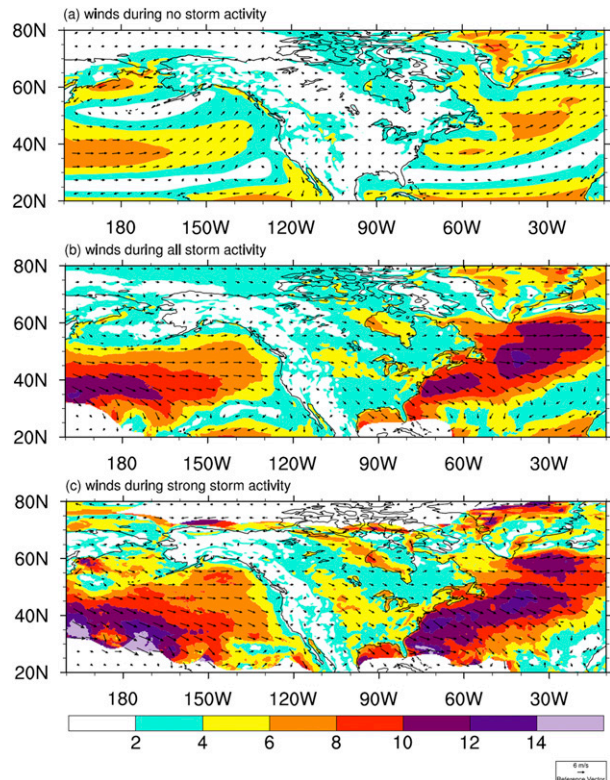 (a) winds during no storm activity
80N
60N
40N
20N
180 150W 120W 90W 60W 30W
(b) winds during all storm activity
80N
60N
40N
20N
180 150W 120W 90W 60W 30W
(c) winds during strong storm activity
80N
60N
40N
20N
180 150W 120W 90W 60W 30W
2 4 6 8 10 12 14
6 m/s
Reference Vector